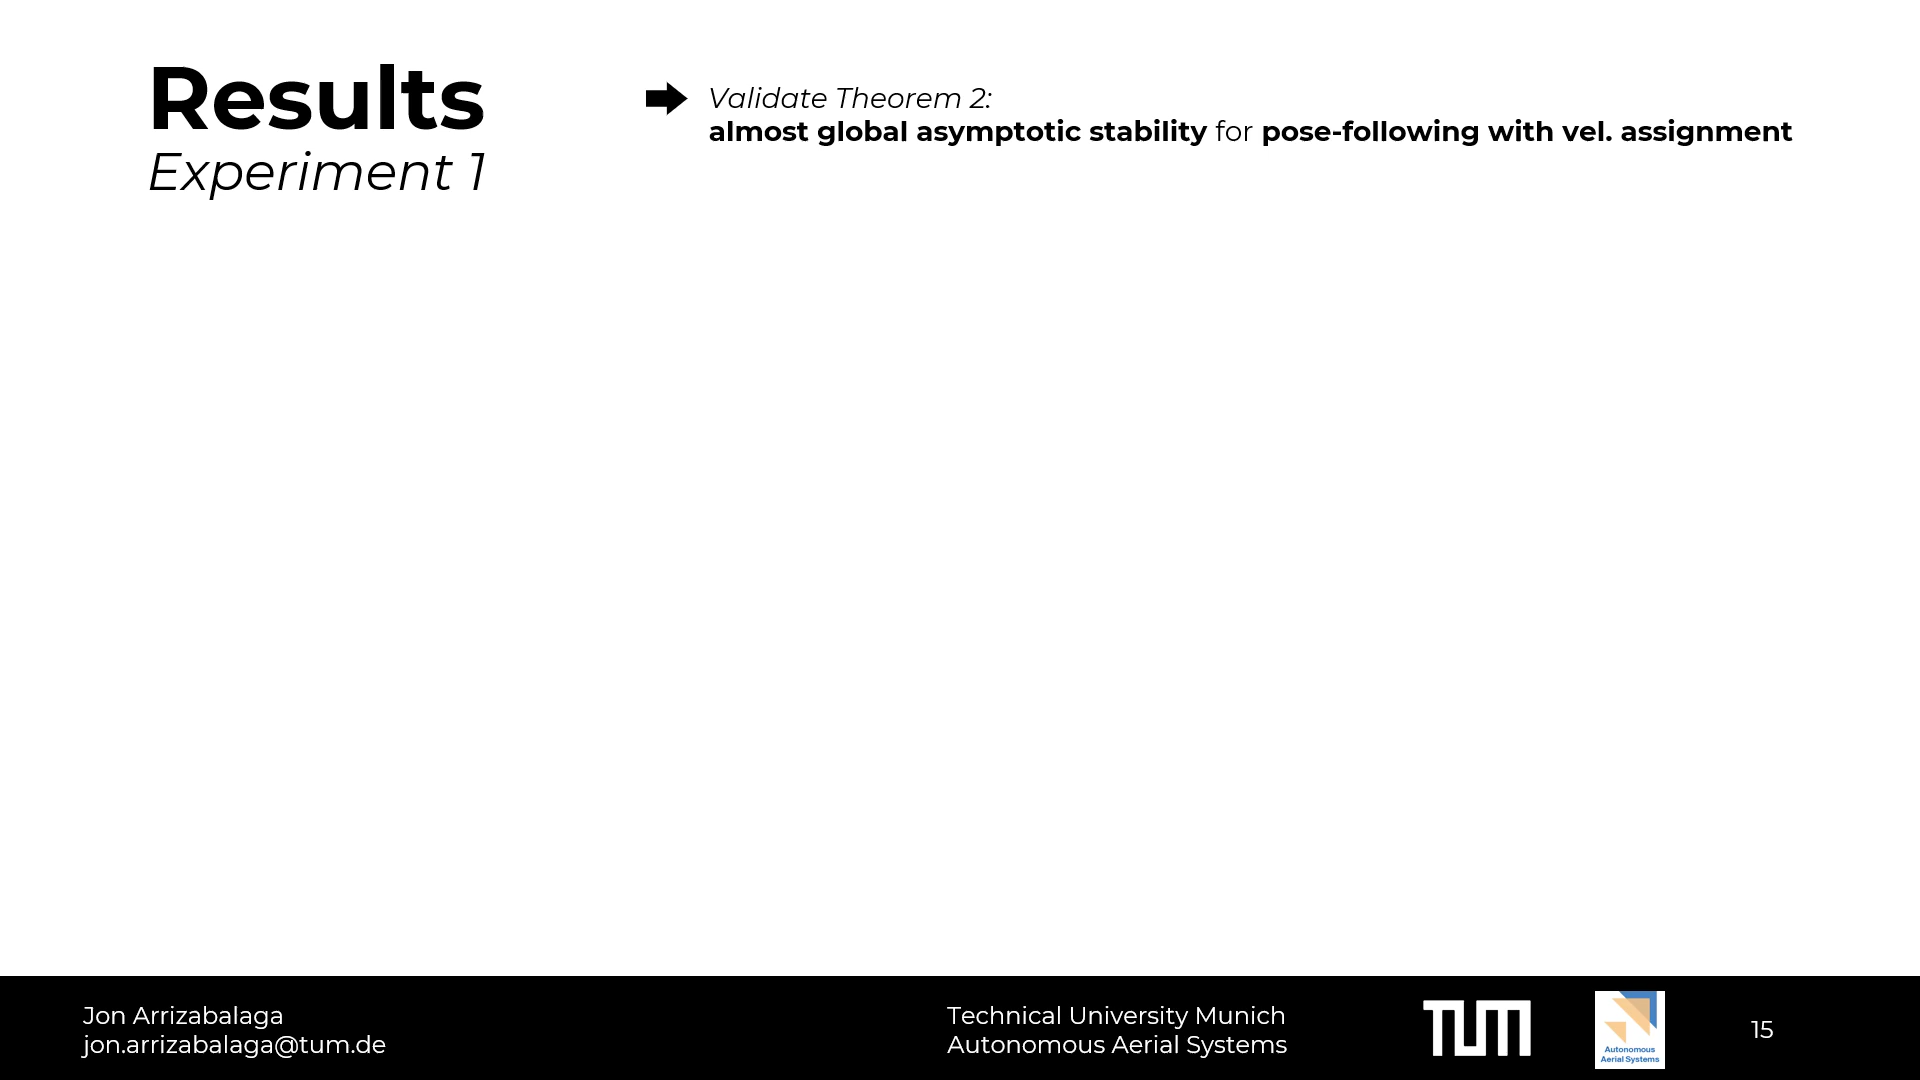 Results
Experiment 1
Validate Theorem 2:
almost global asymptotic stability for pose-following with vel. assignment
Jon Arrizabalaga
jon.arrizabalaga@tum.de
Technical University Munich
Autonomous Aerial Systems
TUM
Autonomous
Aerial Systems
15